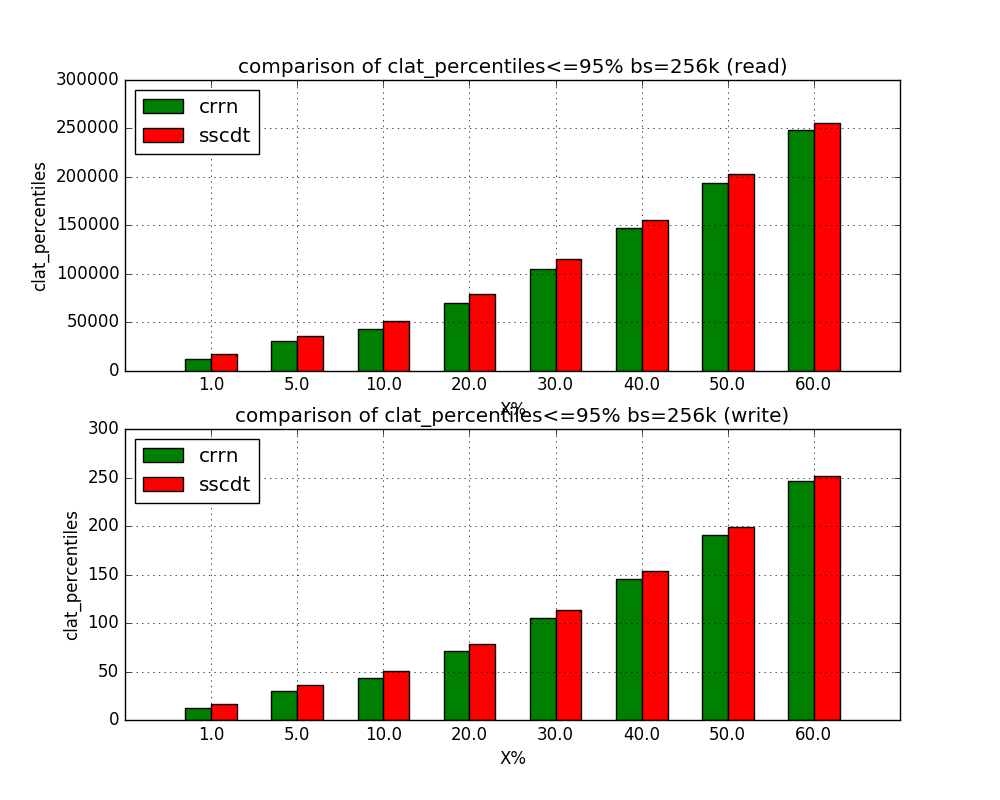 comparison of clat_percentiles<=95% bs=256k (read)
300000
250000
200000
150000
100000
50000
0
clat_percentiles
crrn
sscdt
1.0 5.0 10.0 20.0 30.0 40.0 50.0 60.0
X%
comparison of clat_percentiles<=95% bs=256k (write)
300
250
200
150
100
50
0
clat_percentiles
crrn
sscdt
1.0 5.0 10.0 20.0 30.0 40.0 50.0 60.0
X%